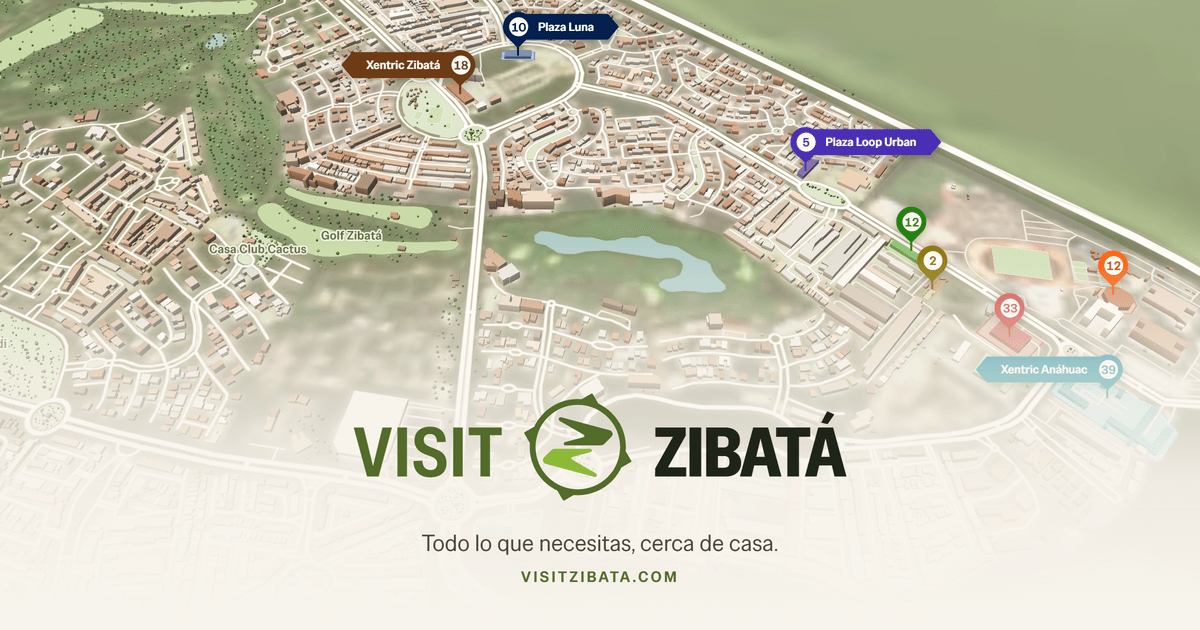 10 Plaza Luna
Xentric Zibatá 18
5 Plaza Loop Urban
12
Golf Zibatá
Casa Club Cactus
2
12
33
Xentric Anáhuac 39
VISIT ZIBATÁ
Todo lo que necesitas, cerca de casa.
VISITZIBATA.COM